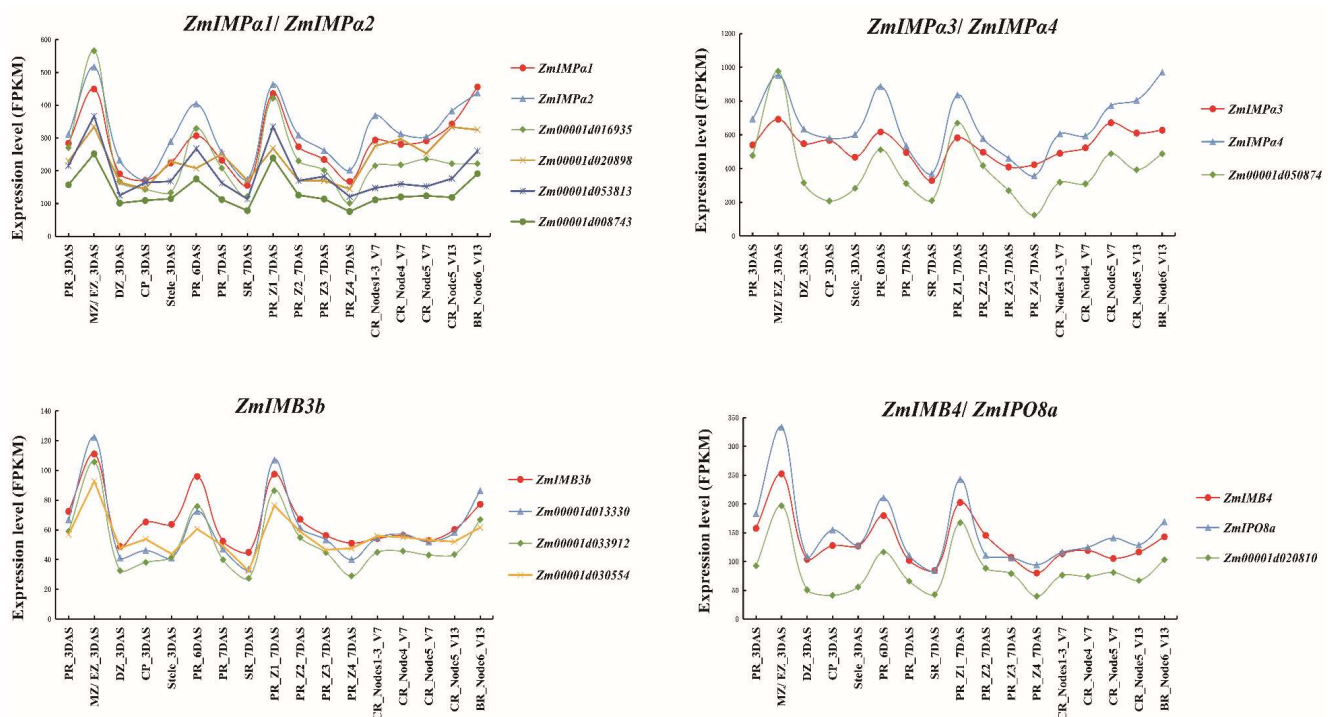 ZmIMPα1/ ZmIMPα2
Expression level (FPKM)
600
500
400
300
200
100
0
PR_3DAS
MZ/ EZ_3DAS
DZ_3DAS
CP_3DAS
Stele_3DAS
PR_6DAS
PR_7DAS
SR_7DAS
PR_Z1_7DAS
PR_Z2_7DAS
PR_Z3_7DAS
PR_Z4_7DAS
CR_Nodes1-3_V7
CR_Node4_V7
CR_Node5_V7
CR_Node5_V13
BR_Node6_V13
ZmIMPα1
ZmIMPα2
Zm00001d016935
Zm00001d020898
Zm00001d053813
Zm00001d008743
ZmIMPα3/ ZmIMPα4
Expression level (FPKM)
1200
1000
800
600
400
200
0
PR_3DAS
MZ/ EZ_3DAS
DZ_3DAS
CP_3DAS
Stele_3DAS
PR_6DAS
PR_7DAS
SR_7DAS
PR_Z1_7DAS
PR_Z2_7DAS
PR_Z3_7DAS
PR_Z4_7DAS
CR_Nodes1-3_V7
CR_Node4_V7
CR_Node5_V7
CR_Node5_V13
BR_Node6_V13
ZmIMPα3
ZmIMPα4
Zm00001d050874
ZmIMB3b
Expression level (FPKM)
140
120
100
80
60
40
20
0
PR_3DAS
MZ/ EZ_3DAS
DZ_3DAS
CP_3DAS
Stele_3DAS
PR_6DAS
PR_7DAS
SR_7DAS
PR_Z1_7DAS
PR_Z2_7DAS
PR_Z3_7DAS
PR_Z4_7DAS
CR_Nodes1-3_V7
CR_Node4_V7
CR_Node5_V7
CR_Node5_V13
BR_Node6_V13
ZmIMB3b
Zm00001d013330
Zm00001d033912
Zm00001d030554
ZmIMB4/ ZmIPO8a
Expression level (FPKM)
350
300
250
200
150
100
50
0
PR_3DAS
MZ/ EZ_3DAS
DZ_3DAS
CP_3DAS
Stele_3DAS
PR_6DAS
PR_7DAS
SR_7DAS
PR_Z1_7DAS
PR_Z2_7DAS
PR_Z3_7DAS
PR_Z4_7DAS
CR_Nodes1-3_V7
CR_Node4_V7
CR_Node5_V7
CR_Node5_V13
BR_Node6_V13
ZmIMB4
ZmIPO8a
Zm00001d020810